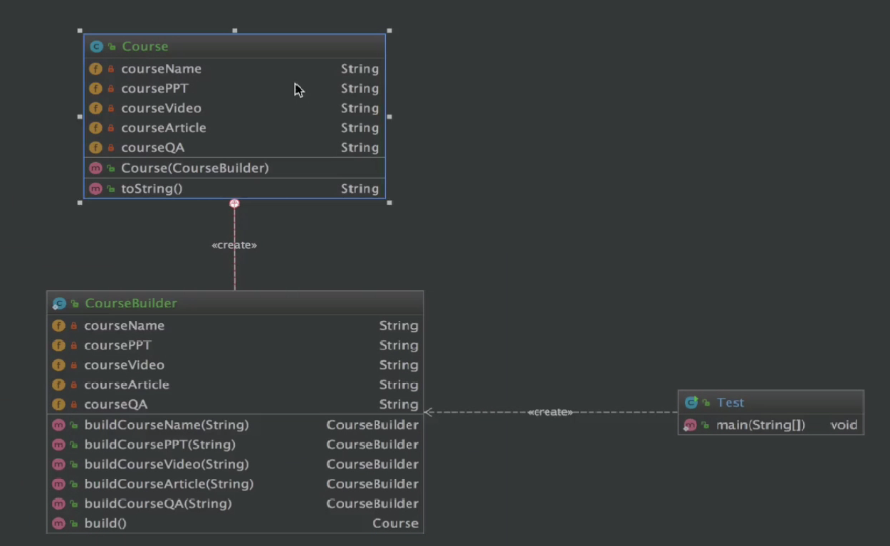 Course
courseName String
coursePPT String
courseVideo String
courseArticle String
courseQA String
Course(CourseBuilder)
toString() String
«create»
CourseBuilder
courseName String
coursePPT String
courseVideo String
courseArticle String
courseQA String
buildCourseName(String) CourseBuilder
buildCoursePPT(String) CourseBuilder
buildCourseVideo(String) CourseBuilder
buildCourseArticle(String) CourseBuilder
buildCourseQA(String) CourseBuilder
build() Course
«create»
Test
main(String[]) void